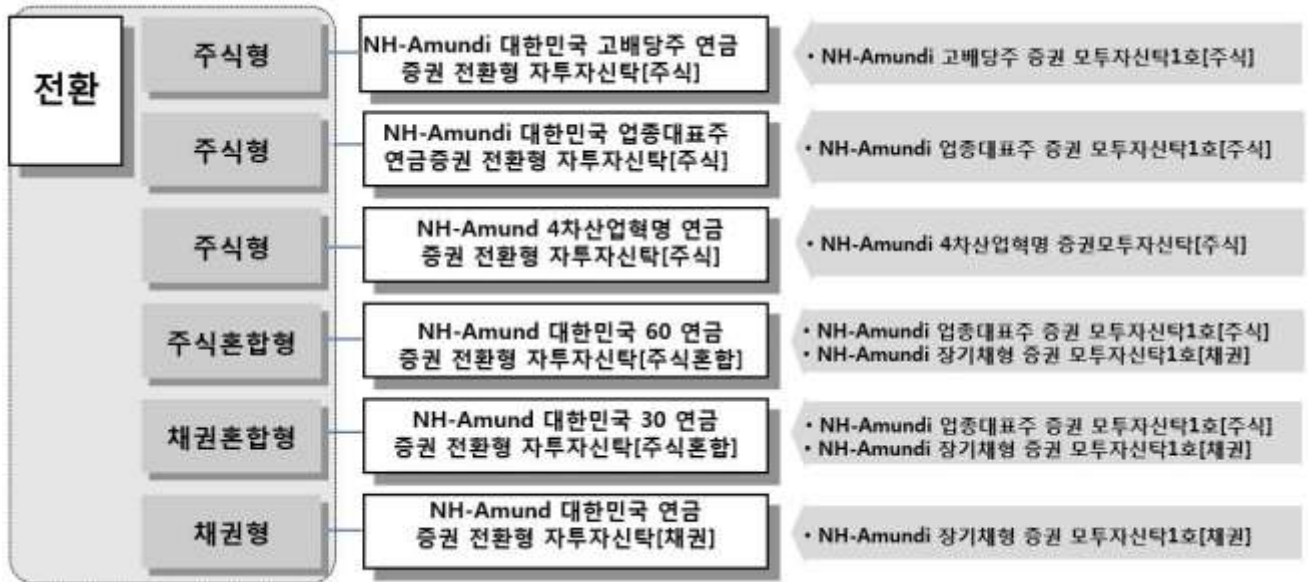 전환
주식형
NH-Amundi 대한민국 고배당주 연금
증권 전환형 자투자신탁[주식]
• NH-Amundi 고배당주 증권 모투자신탁1호[주식]
주식형
NH-Amundi 대한민국 업종대표주
연금증권 전환형 자투자신탁[주식]
• NH-Amundi 업종대표주 증권 모투자신탁1호[주식]
주식형
NH-Amund 4차산업혁명 연금
증권 전환형 자투자신탁[주식]
• NH-Amundi 4차산업혁명 증권모투자신탁[주식]
주식혼합형
NH-Amund 대한민국 60 연금
증권 전환형 자투자신탁[주식혼합]
• NH-Amundi 업종대표주 증권 모투자신탁1호[주식]
• NH-Amundi 장기채형 증권 모투자신탁1호[채권]
채권혼합형
NH-Amund 대한민국 30 연금
증권 전환형 자투자신탁[주식혼합]
• NH-Amundi 업종대표주 증권 모투자신탁1호[주식]
• NH-Amundi 장기채형 증권 모투자신탁1호[채권]
채권형
NH-Amund 대한민국 연금
증권 전환형 자투자신탁[채권]
• NH-Amundi 장기채형 증권 모투자신탁1호[채권]